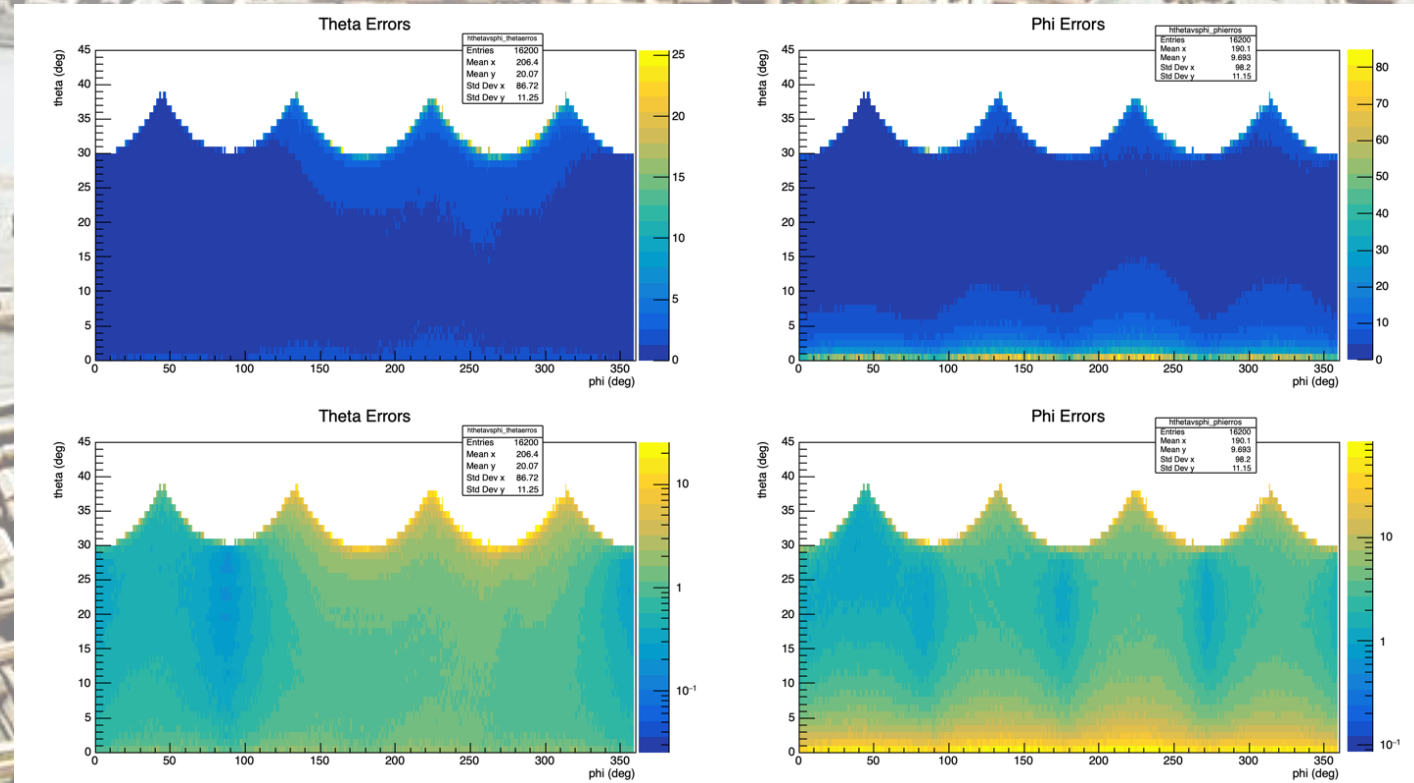 Theta Errors
hthetavsphi_thetaerros
Entries 16200
Mean x 206.4
Mean y 20.07
Std Dev x 86.72
Std Dev y 11.25
theta (deg)
45
40
35
30
25
20
15
10
5
0
0 50 100 150 200 250 300 350
phi (deg)
25
20
15
10
5
0
Phi Errors
hthetavsphi_phierros
Entries 16200
Mean x 190.1
Mean y 9.693
Std Dev x 98.2
Std Dev y 11.15
theta (deg)
45
40
35
30
25
20
15
10
5
0
0 50 100 150 200 250 300 350
phi (deg)
80
70
60
50
40
30
20
10
0
Theta Errors
hthetavsphi_thetaerros
Entries 16200
Mean x 206.4
Mean y 20.07
Std Dev x 86.72
Std Dev y 11.25
theta (deg)
45
40
35
30
25
20
15
10
5
0
0 50 100 150 200 250 300 350
phi (deg)
10
1
10⁻¹
Phi Errors
hthetavsphi_phierros
Entries 16200
Mean x 190.1
Mean y 9.693
Std Dev x 98.2
Std Dev y 11.15
theta (deg)
45
40
35
30
25
20
15
10
5
0
0 50 100 150 200 250 300 350
phi (deg)
10
1
10⁻¹